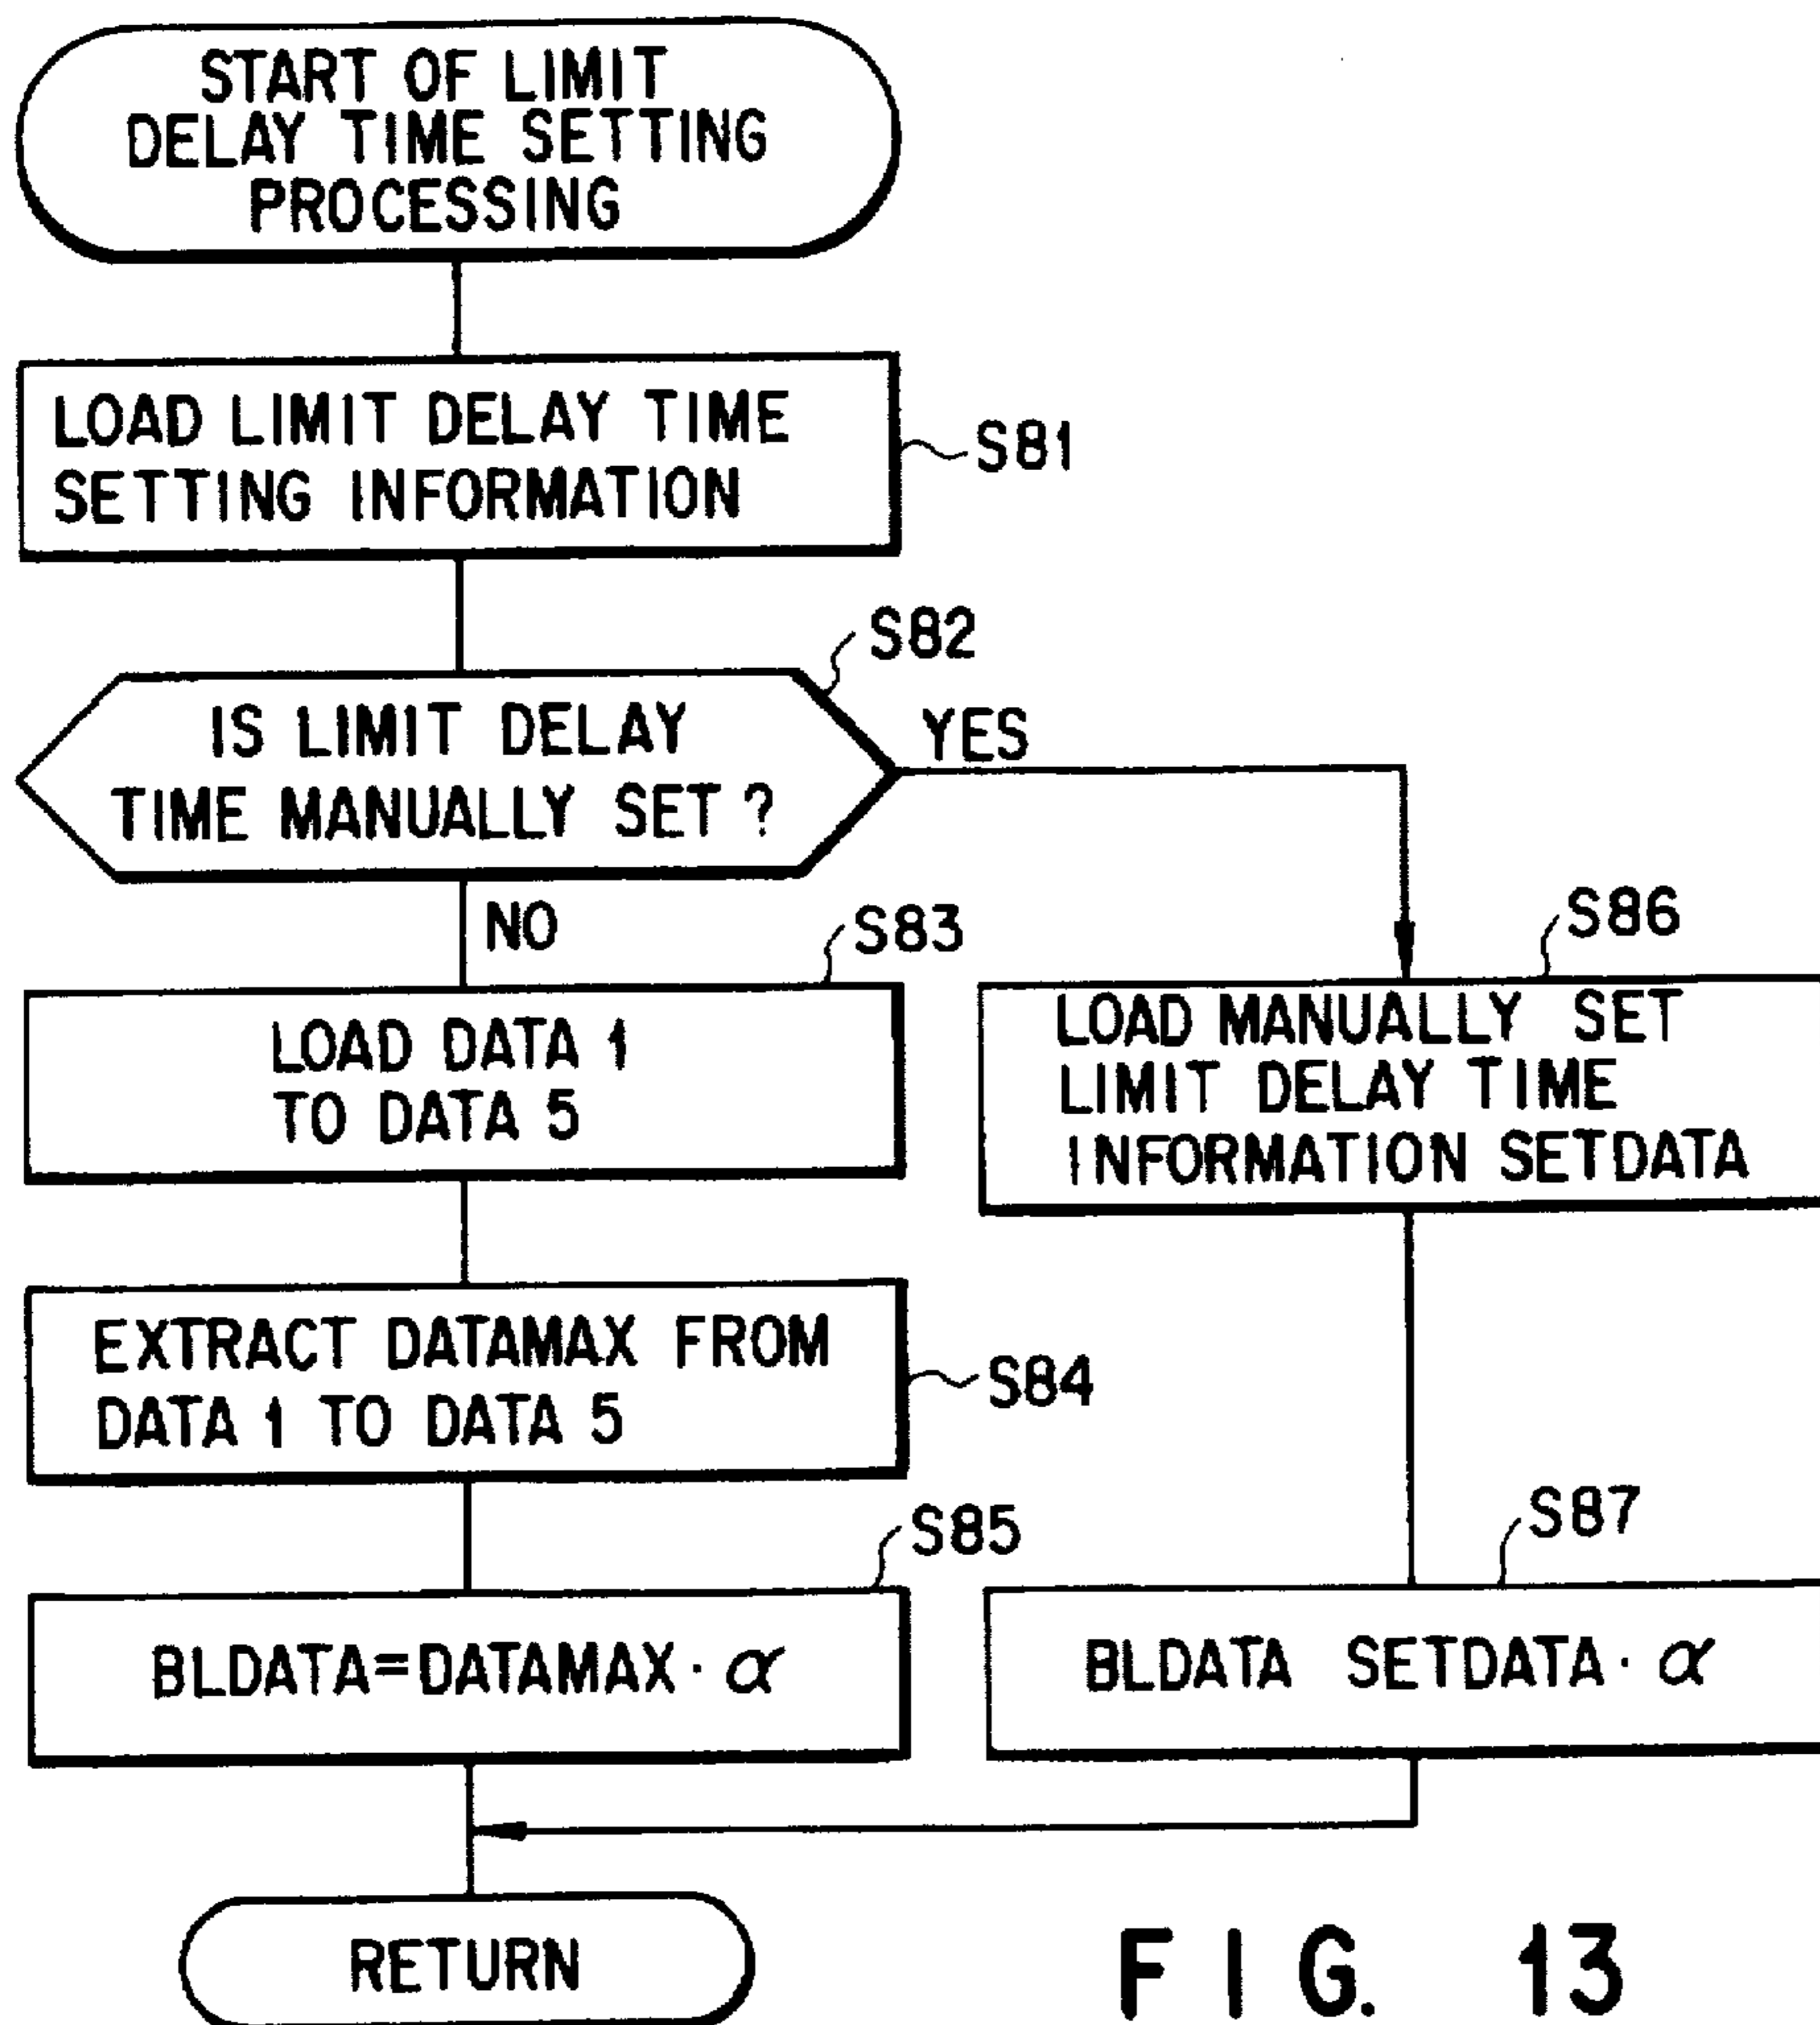 START OF LIMIT
DELAY TIME SETTING
PROCESSING
LOAD LIMIT DELAY TIME
SETTING INFORMATION
S81
S82
IS LIMIT DELAY
TIME MANUALLY SET ?
YES
NO
S83
LOAD DATA 1
TO DATA 5
S86
LOAD MANUALLY SET
LIMIT DELAY TIME
INFORMATION SETDATA
EXTRACT DATAMAX FROM
DATA 1 TO DATA 5
S84
S85
BLDATA=DATAMAX · α
S87
BLDATA SETDATA · α
RETURN
FIG. 13